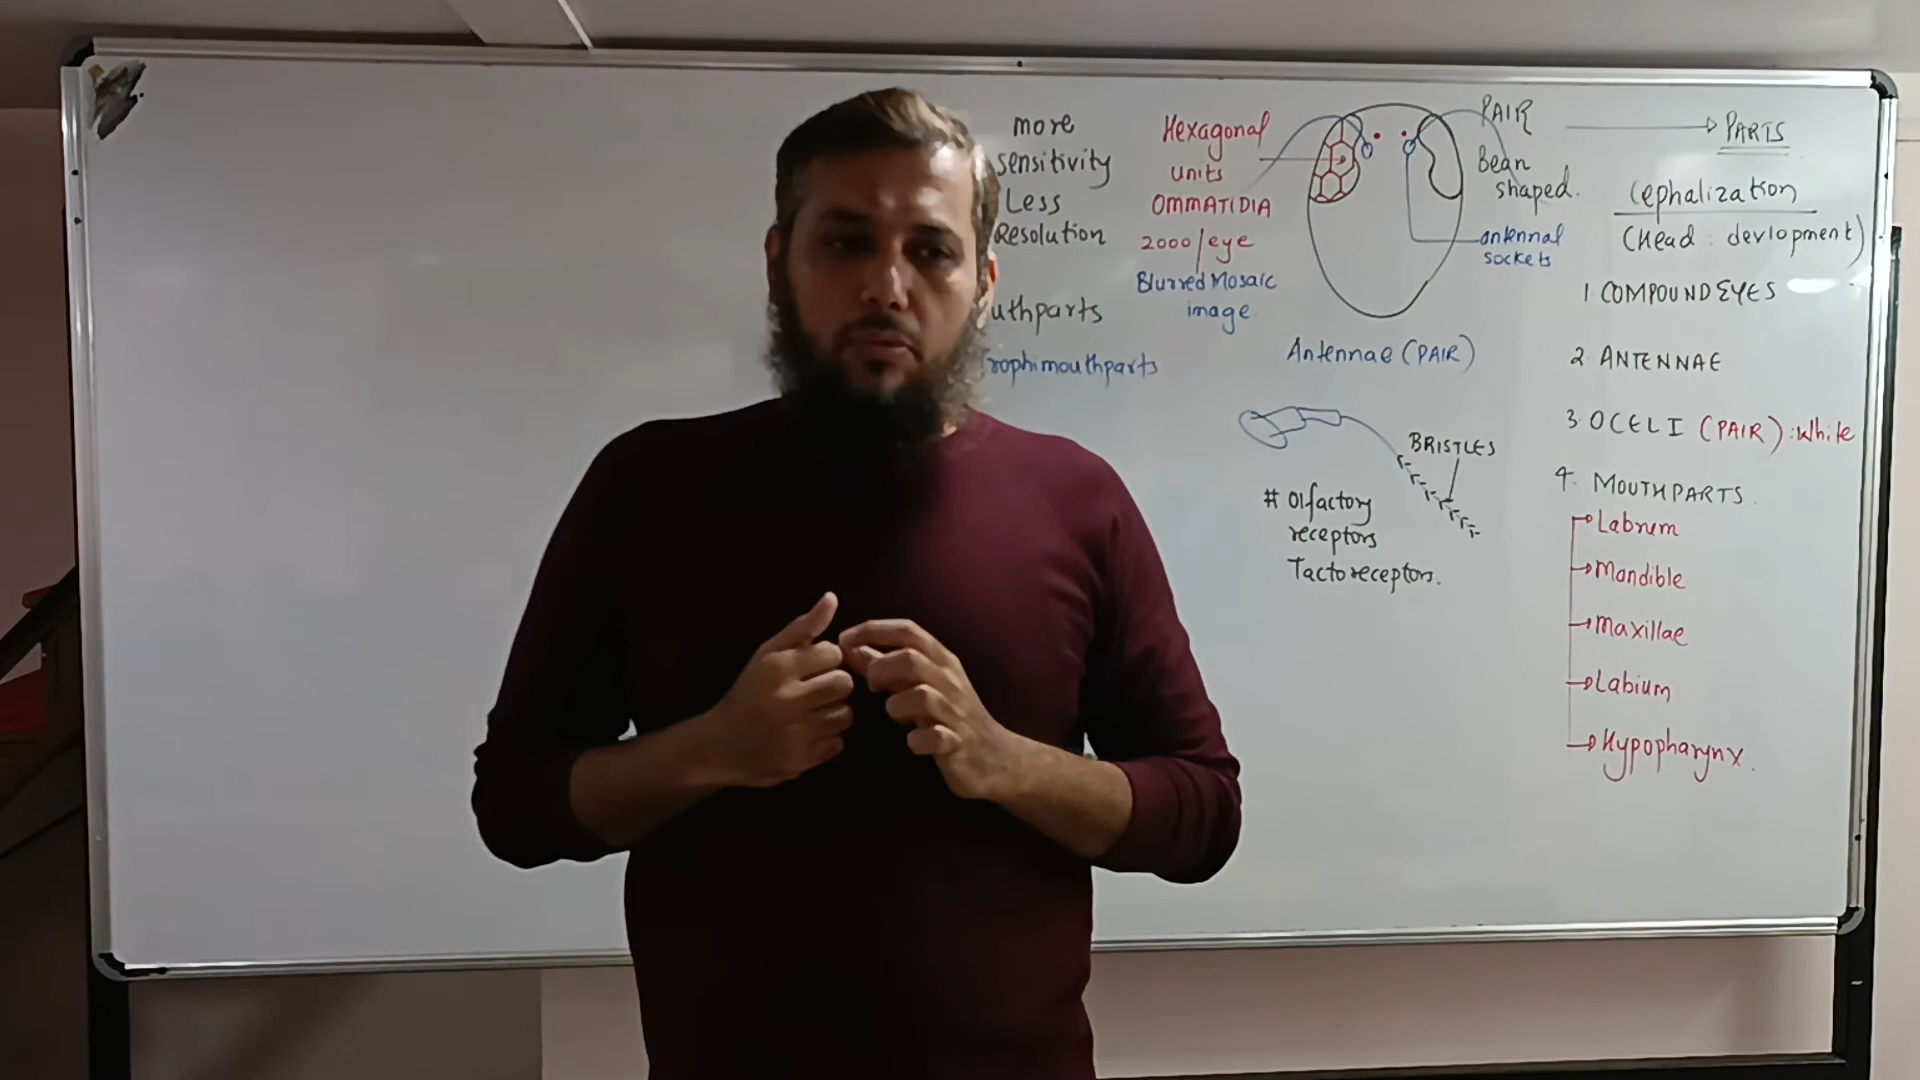 more
sensitivity
Less
Resolution
uthparts
rophimouthparts
Hexagonal
units
OMMATIDIA
2000/eye
Blurred Mosaic
image
PAIR
Bean
shaped.
antennal
sockets
Antennae (PAIR)
BRISTLES
# Olfactory
receptors
Tactoreceptors.
PARTS
Cephalization
(Head : devlopment)
1. COMPOUND EYES
2 ANTENNAE
3. OCELI (PAIR) : White
4. MOUTHPARTS
Labrum
Mandible
Maxillae
Labium
Hypopharynx.